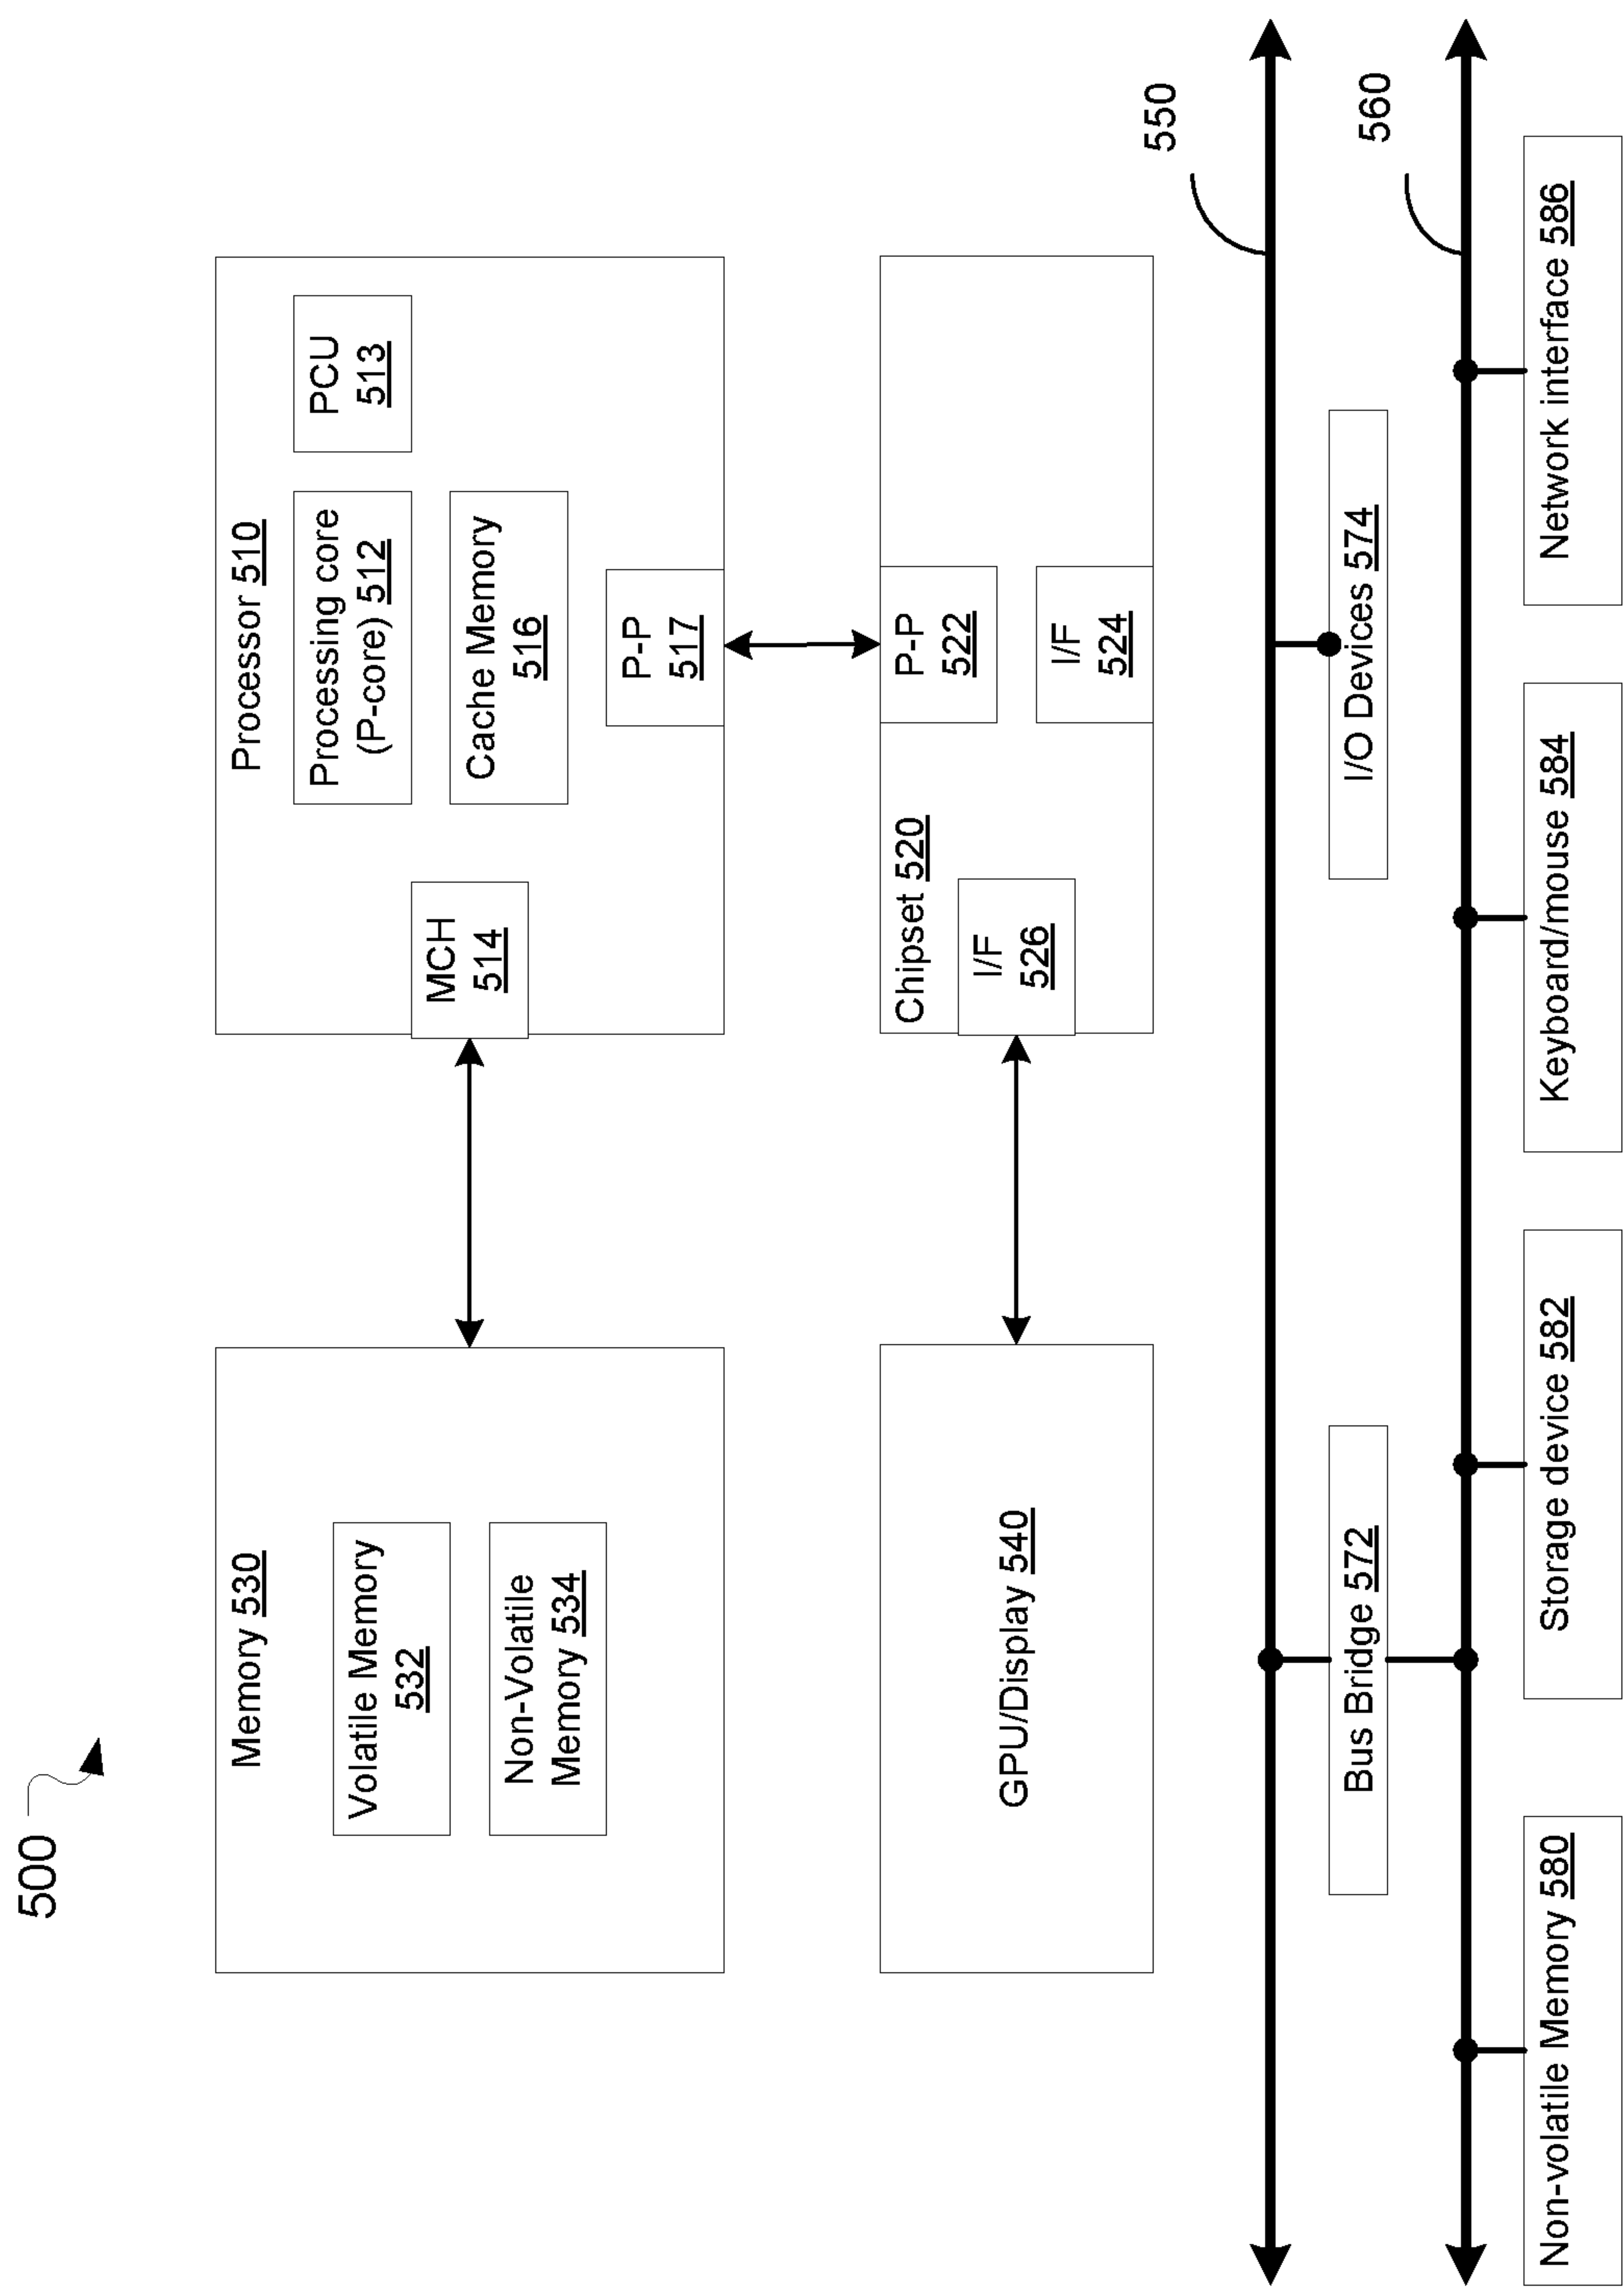 500
Memory 530
Volatile Memory
532
Non-Volatile
Memory 534
Processor 510
Processing core
(P-core) 512
PCU
513
MCH
514
Cache Memory
516
P-P
517
GPU/Display 540
Chipset 520
I/F
526
P-P
522
I/F
524
550
Bus Bridge 572
I/O Devices 574
560
Non-volatile Memory 580
Storage device 582
Keyboard/mouse 584
Network interface 586